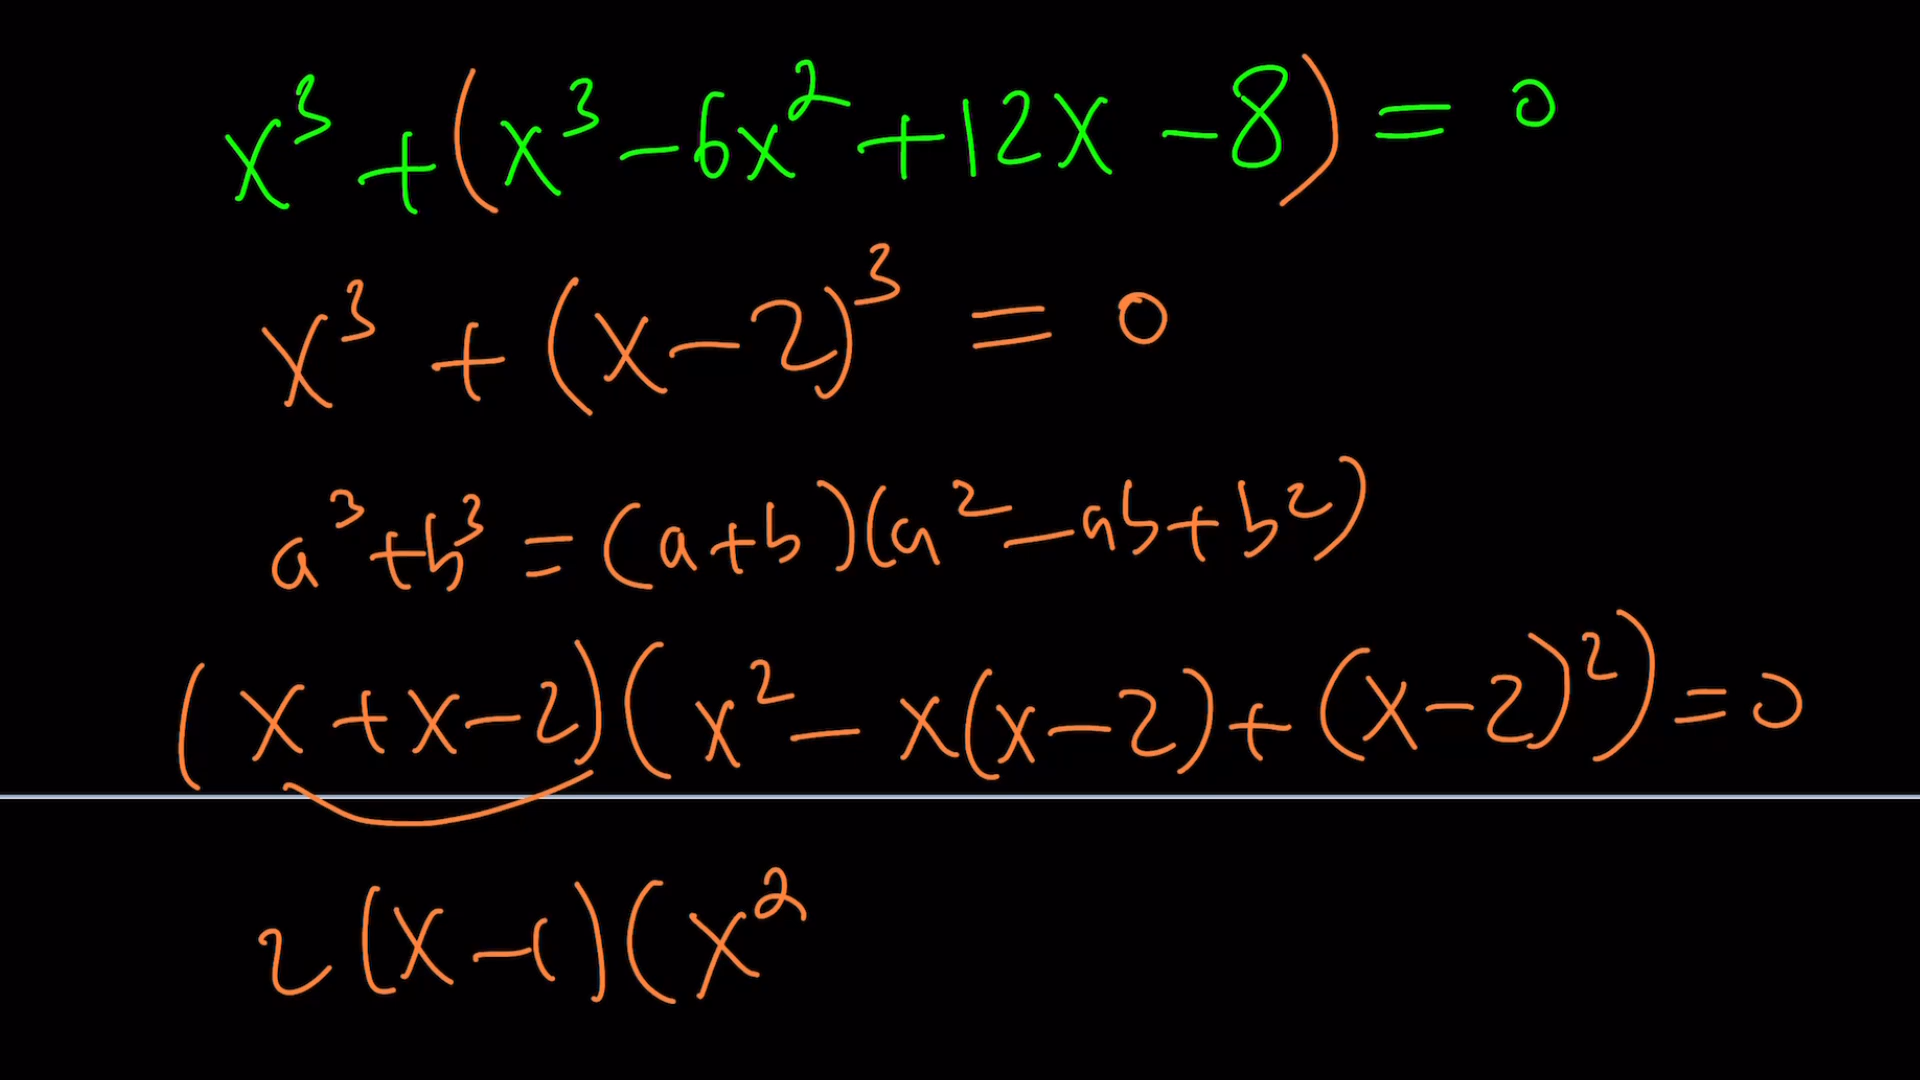 x³ + (x³ - 6x² + 12x - 8) = 0
x³ + (x - 2)³ = 0
a³ + b³ = (a + b)(a² - ab + b²)
(x + x - 2)(x² - x(x - 2) + (x - 2)²) = 0
2(x - 1)(x²